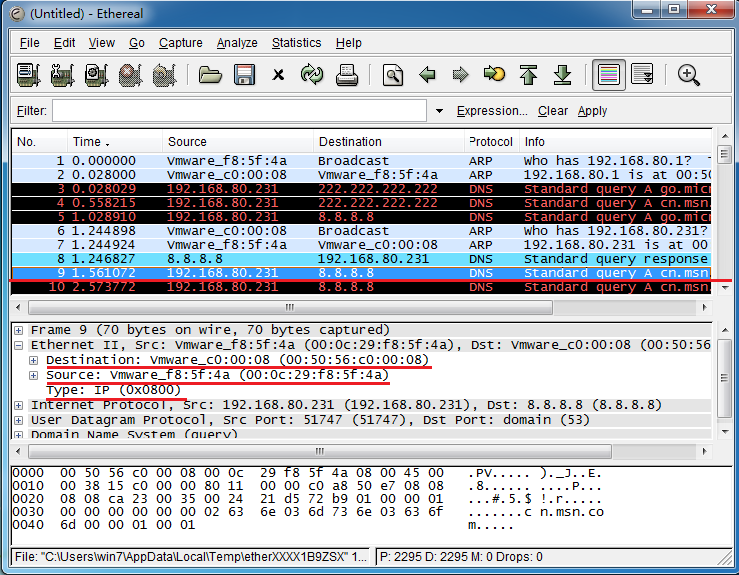 (Untitled) - Ethereal
File Edit View Go Capture Analyze Statistics Help
Filter: Expression... Clear Apply
No. Time Source Destination Protocol Info
1 0.000000 Vmware_f8:5f:4a Broadcast ARP Who has 192.168.80.1?
2 0.028000 Vmware_c0:00:08 Vmware_f8:5f:4a ARP 192.168.80.1 is at 00:50
3 0.028029 192.168.80.231 222.222.222.222 DNS Standard query A go.micr
4 0.558215 192.168.80.231 222.222.222.222 DNS Standard query A cn.msn.
5 1.028910 192.168.80.231 8.8.8.8 DNS Standard query A go.micr
6 1.244898 Vmware_c0:00:08 Broadcast ARP Who has 192.168.80.231?
7 1.244924 Vmware_f8:5f:4a Vmware_c0:00:08 ARP 192.168.80.231 is at 00
8 1.246827 8.8.8.8 192.168.80.231 DNS Standard query response
9 1.561072 192.168.80.231 8.8.8.8 DNS Standard query A cn.msn.
10 2.573772 192.168.80.231 8.8.8.8 DNS Standard query A cn.msn.
Frame 9 (70 bytes on wire, 70 bytes captured)
Ethernet II, Src: Vmware_f8:5f:4a (00:0c:29:f8:5f:4a), Dst: Vmware_c0:00:08 (00:50:56
Destination: Vmware_c0:00:08 (00:50:56:c0:00:08)
Source: Vmware_f8:5f:4a (00:0c:29:f8:5f:4a)
Type: IP (0x0800)
Internet Protocol, Src: 192.168.80.231 (192.168.80.231), Dst: 8.8.8.8 (8.8.8.8)
User Datagram Protocol, Src Port: 51747 (51747), Dst Port: domain (53)
Domain Name System (query)
0000 00 50 56 c0 00 08 00 0c 29 f8 5f 4a 08 00 45 00 .PV..... )._J..E.
0010 00 38 15 c0 00 00 80 11 00 00 c0 a8 50 e7 08 08 .8...... ....P...
0020 08 08 ca 23 00 35 00 24 21 d5 72 b9 01 00 00 01 ...#.5.$ !.r.....
0030 00 00 00 00 00 00 02 63 6e 03 6d 73 6e 03 63 6f .......c n.msn.co
0040 6d 00 00 01 00 01 m.....
File: "C:\Users\win7\AppData\Local\Temp\etherXXXX1B9ZSX" 1... P: 2295 D: 2295 M: 0 Drops: 0